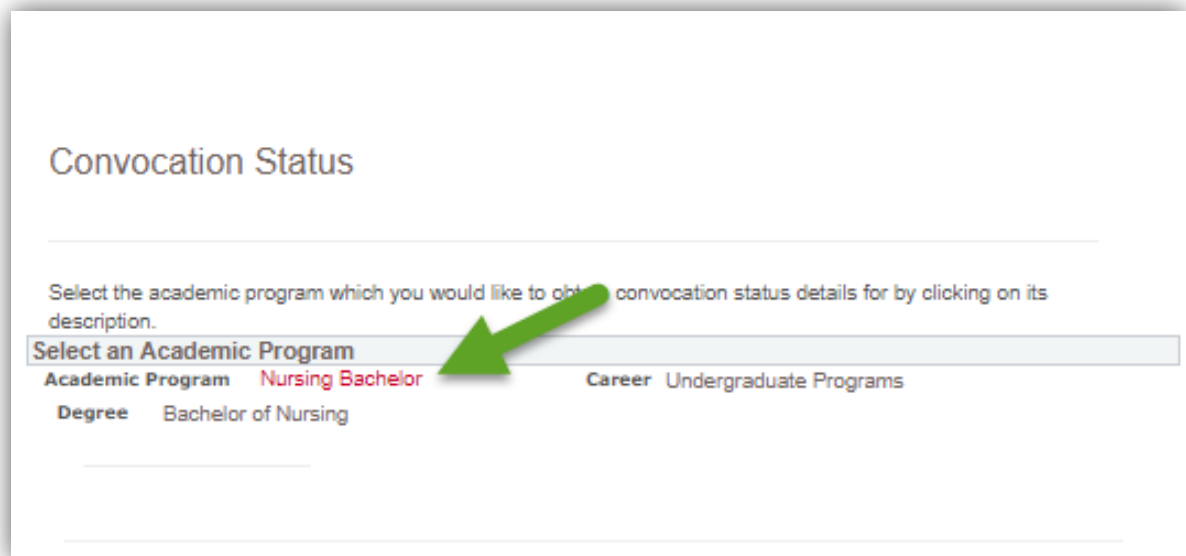 Convocation Status
Select the academic program which you would like to convocation status details for by clicking on its
description.
Select an Academic Program
Academic Program Nursing Bachelor Career Undergraduate Programs
Degree Bachelor of Nursing